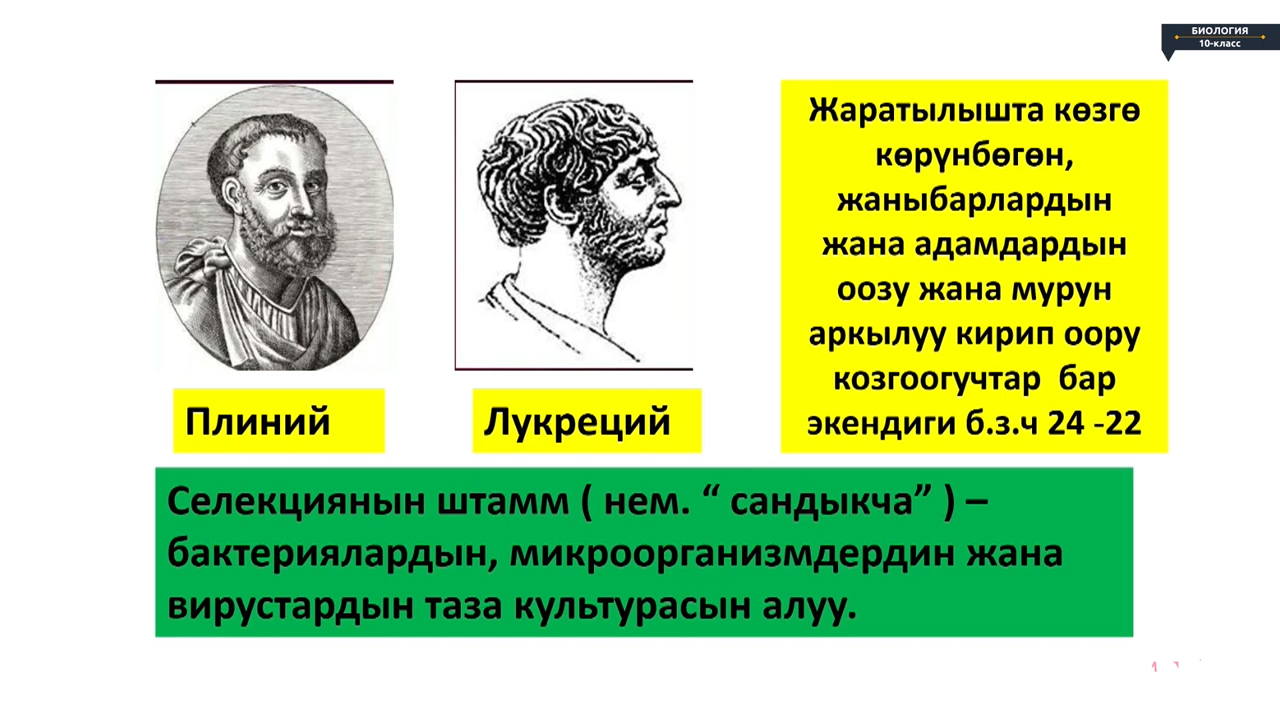 БИОЛОГИЯ
10-класс
Жаратылышта көзгө
көрүнбөгөн,
жаныбарлардын
жана адамдардын
оозу жана мурун
аркылуу кирип оору
козгоогучтар бар
экендиги б.з.ч 24 -22
Плиний
Лукреций
Селекциянын штамм ( нем. “ сандыкча” ) –
бактериялардын, микроорганизмдердин жана
вирустардын таза культурасын алуу.